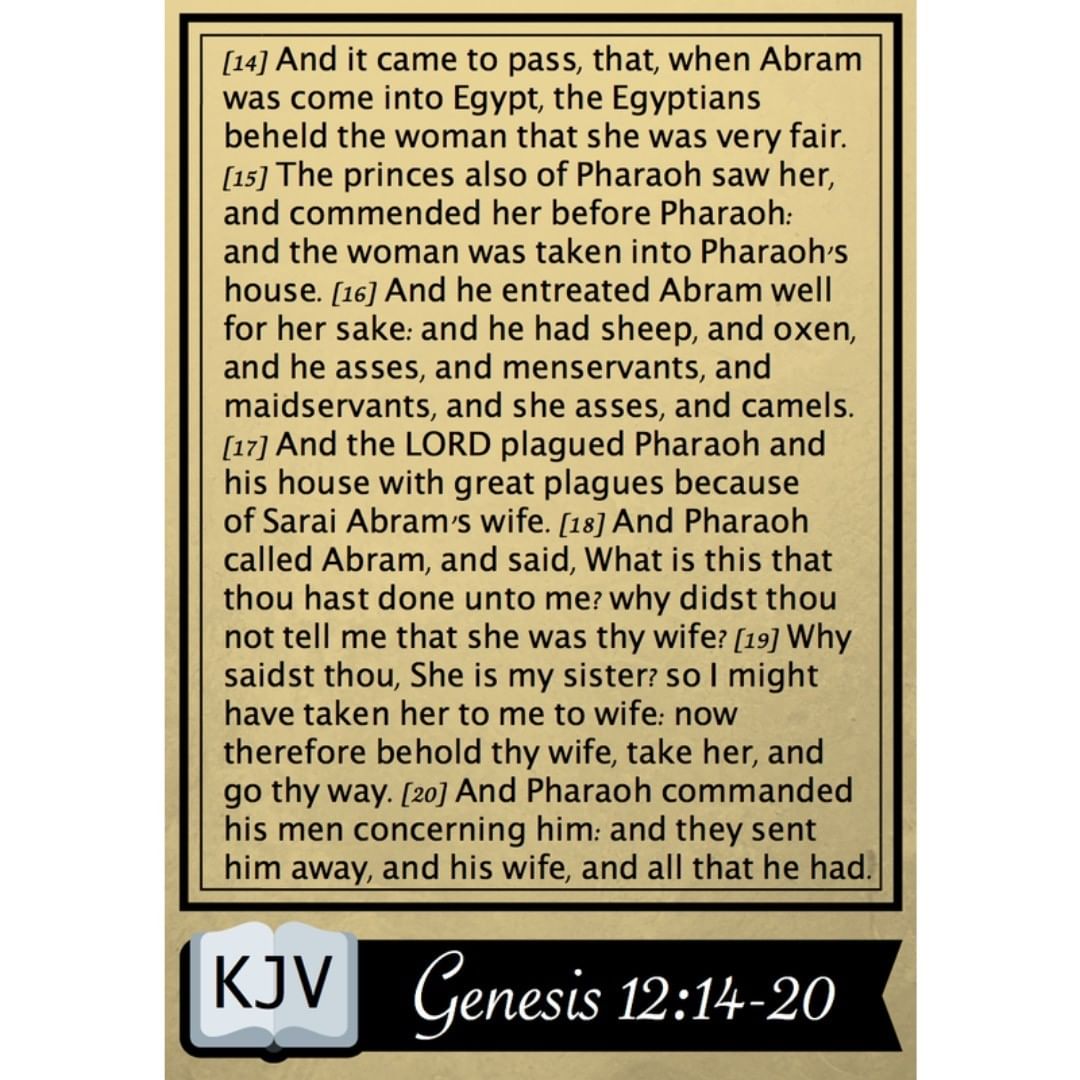 [14] And it came to pass, that, when Abram
was come into Egypt, the Egyptians
beheld the woman that she was very fair.
[15] The princes also of Pharaoh saw her,
and commended her before Pharaoh:
and the woman was taken into Pharaoh's
house. [16] And he entreated Abram well
for her sake: and he had sheep, and oxen,
and he asses, and menservants, and
maidservants, and she asses, and camels.
[17] And the LORD plagued Pharaoh and
his house with great plagues because
of Sarai Abram's wife. [18] And Pharaoh
called Abram, and said, What is this that
thou hast done unto me? why didst thou
not tell me that she was thy wife? [19] Why
saidst thou, She is my sister? so I might
have taken her to me to wife: now
therefore behold thy wife, take her, and
go thy way. [20] And Pharaoh commanded
his men concerning him: and they sent
him away, and his wife, and all that he had.
KJV
Genesis 12:14-20